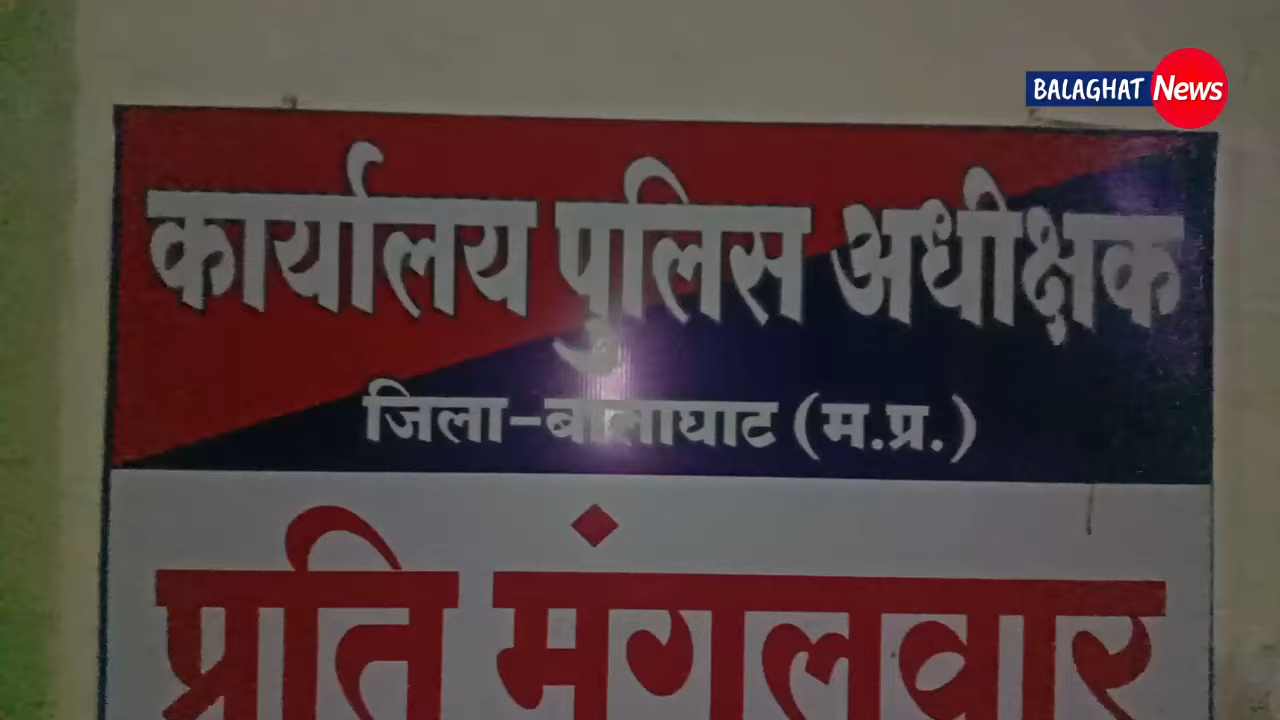 BALAGHAT News
कार्यालय पुलिस अधीक्षक
जिला-बालाघाट (म.प्र.)
प्रति मंगलवार